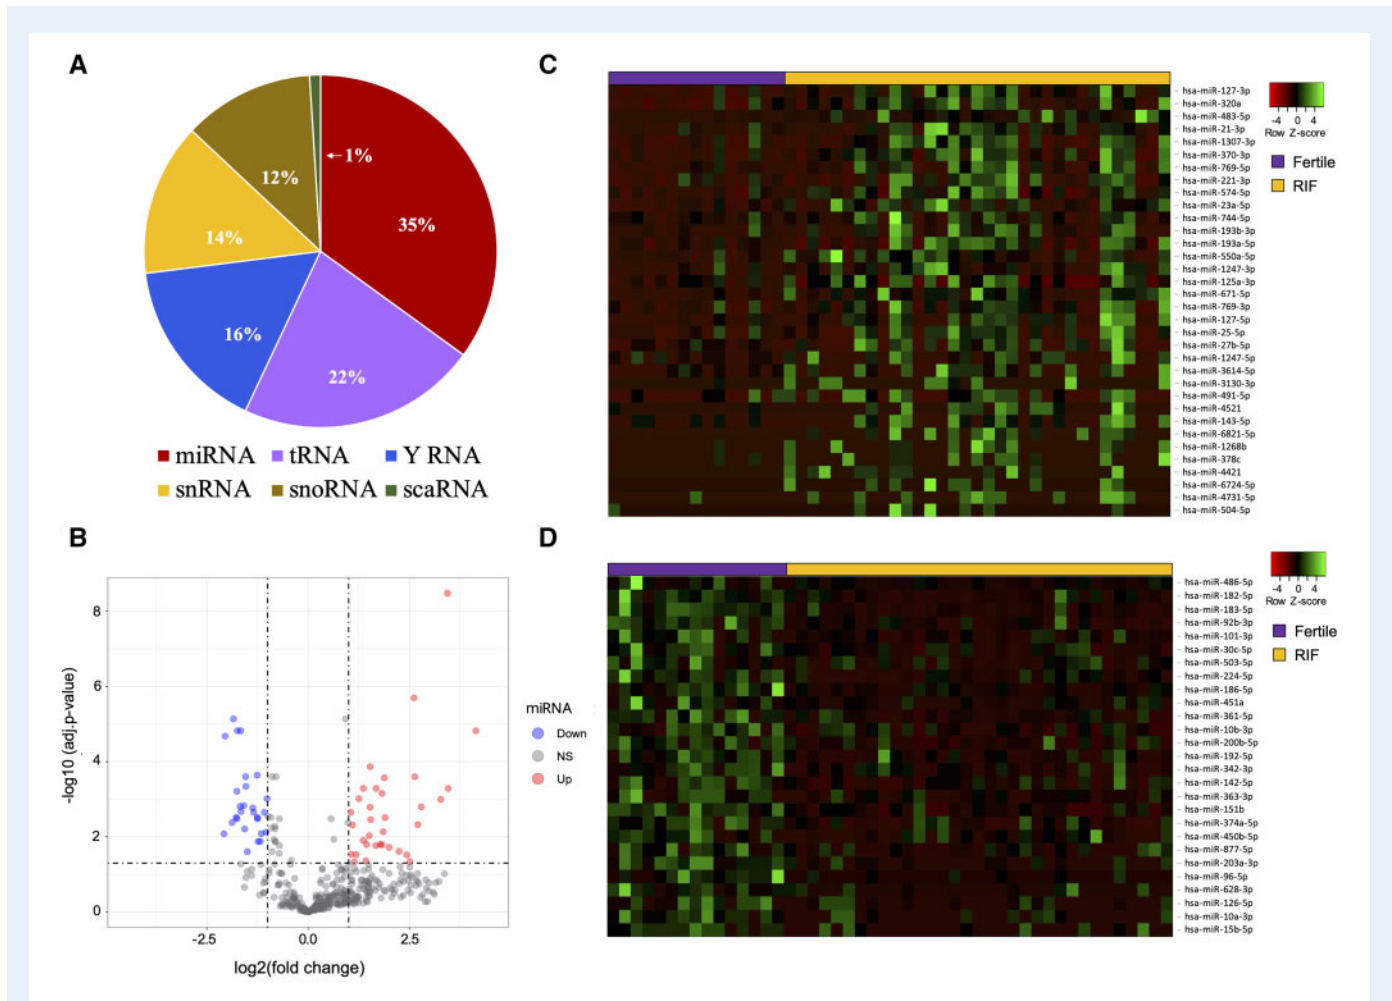 A
1%
12%
35%
14%
16%
22%
miRNA tRNA Y RNA
snRNA snoRNA scaRNA
B
8
6
4
2
0
-log10 (adj.p-value)
-2.5 0.0 2.5
log2(fold change)
miRNA
Down
NS
Up
C
hsa-miR-127-3p
hsa-miR-320a
hsa-miR-483-5p
hsa-miR-21-3p
hsa-miR-1307-3p
hsa-miR-370-3p
hsa-miR-769-5p
hsa-miR-221-3p
hsa-miR-574-5p
hsa-miR-23a-5p
hsa-miR-744-5p
hsa-miR-193b-3p
hsa-miR-193a-5p
hsa-miR-550a-5p
hsa-miR-1247-3p
hsa-miR-125a-3p
hsa-miR-671-5p
hsa-miR-769-3p
hsa-miR-127-5p
hsa-miR-25-5p
hsa-miR-27b-5p
hsa-miR-1247-5p
hsa-miR-3614-5p
hsa-miR-3130-3p
hsa-miR-491-5p
hsa-miR-4521
hsa-miR-143-5p
hsa-miR-6821-5p
hsa-miR-1268b
hsa-miR-378c
hsa-miR-4421
hsa-miR-6724-5p
hsa-miR-4731-5p
hsa-miR-504-5p
-4 0 4
Row Z-score
Fertile
RIF
D
hsa-miR-486-5p
hsa-miR-182-5p
hsa-miR-183-5p
hsa-miR-92b-3p
hsa-miR-101-3p
hsa-miR-30c-5p
hsa-miR-503-5p
hsa-miR-224-5p
hsa-miR-186-5p
hsa-miR-451a
hsa-miR-361-5p
hsa-miR-10b-3p
hsa-miR-200b-5p
hsa-miR-192-5p
hsa-miR-342-3p
hsa-miR-142-5p
hsa-miR-363-3p
hsa-miR-151b
hsa-miR-374a-5p
hsa-miR-450b-5p
hsa-miR-877-5p
hsa-miR-203a-3p
hsa-miR-96-5p
hsa-miR-628-3p
hsa-miR-126-5p
hsa-miR-10a-3p
hsa-miR-15b-5p
-4 0 4
Row Z-score
Fertile
RIF